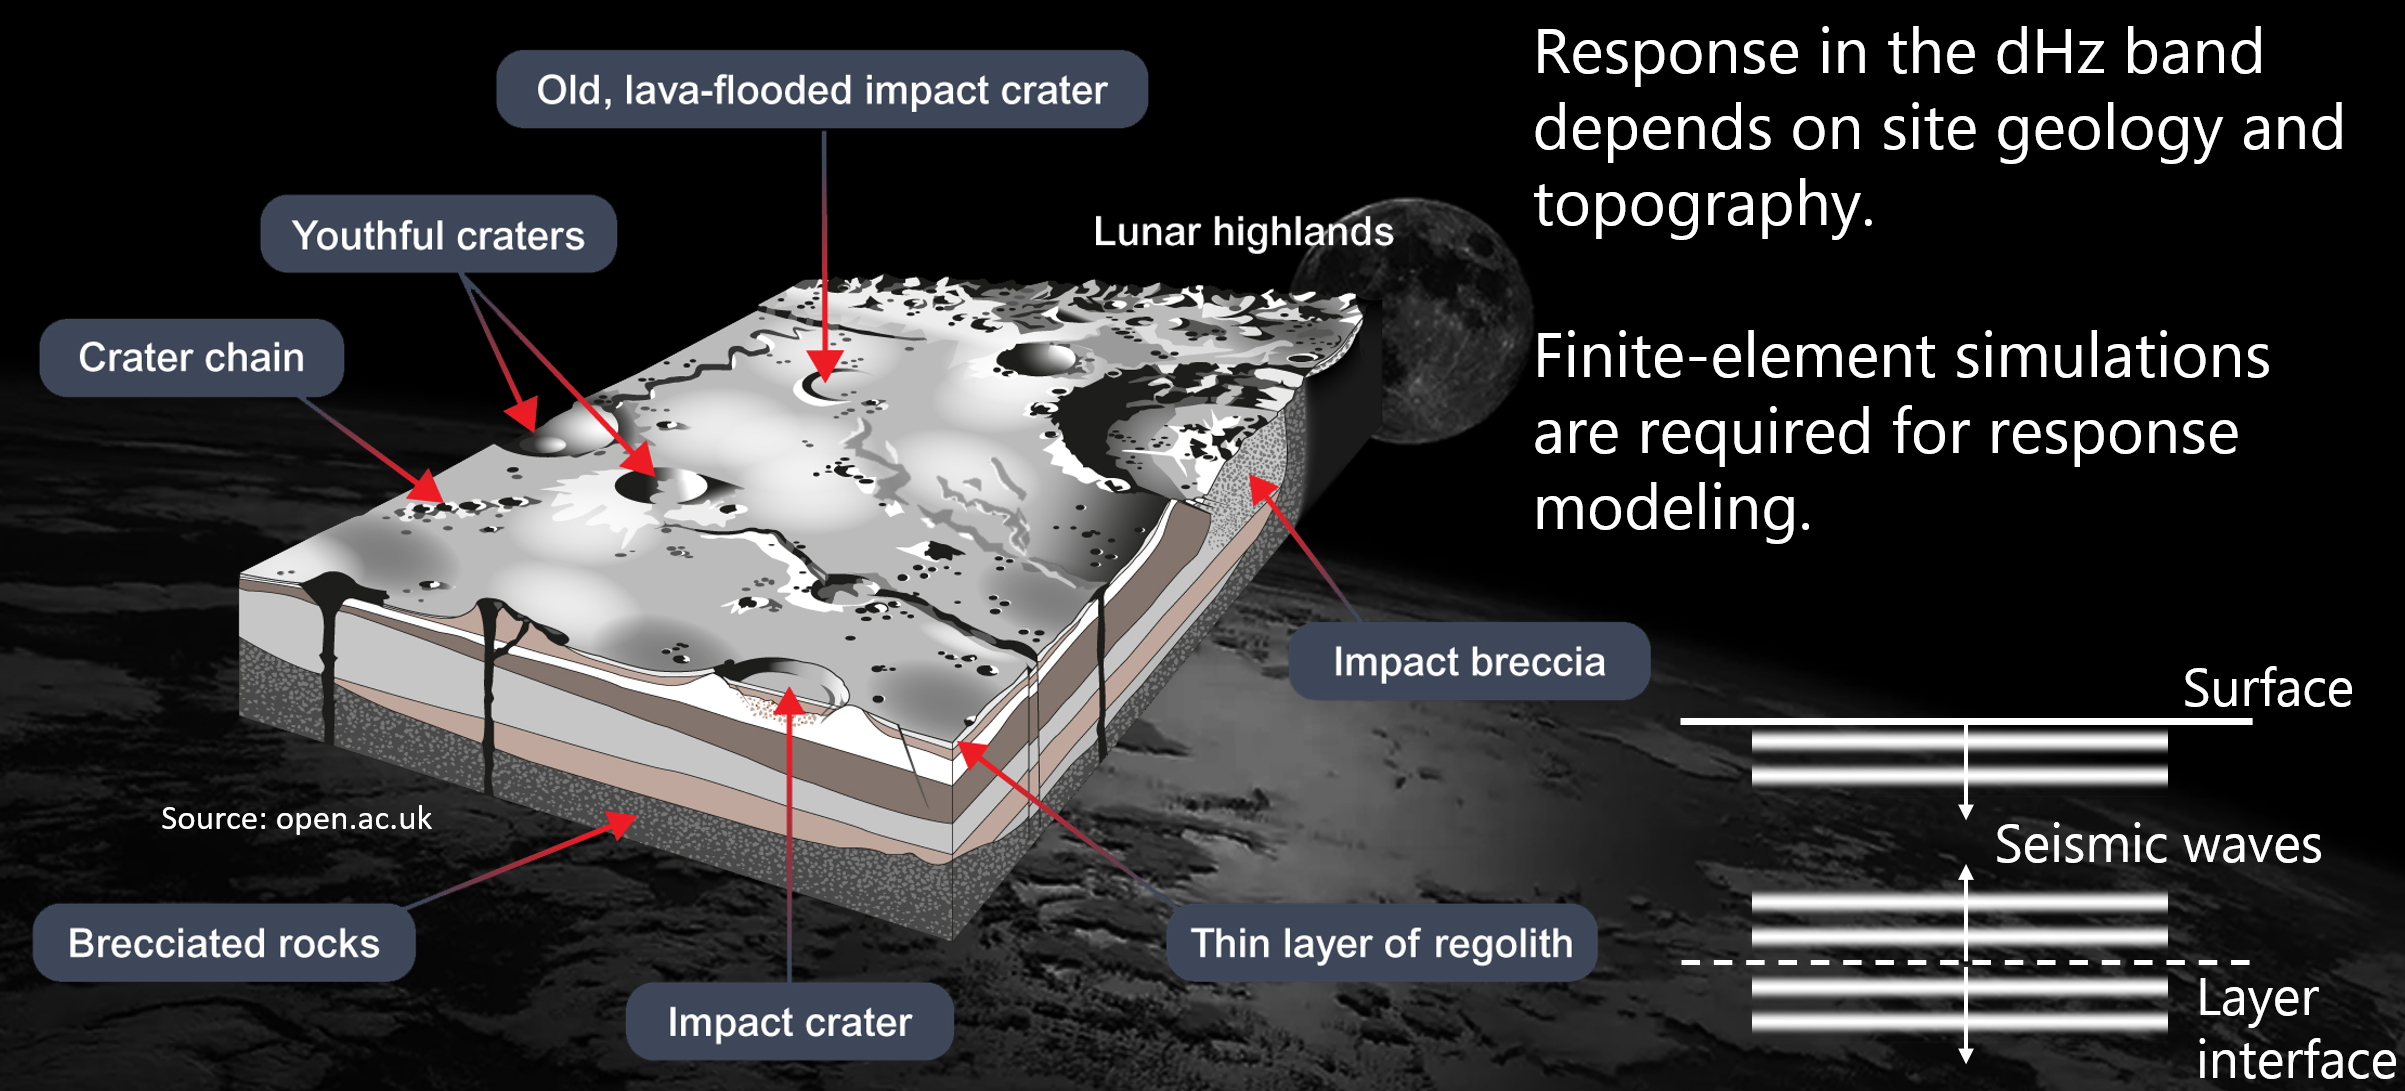 Response in the dHz band
depends on site geology and
topography.
Finite-element simulations
are required for response
modeling.
Old, lava-flooded impact crater
Youthful craters
Lunar highlands
Crater chain
Impact breccia
Surface
Source: open.ac.uk
Seismic waves
Brecciated rocks
Thin layer of regolith
Impact crater
Layer
interface